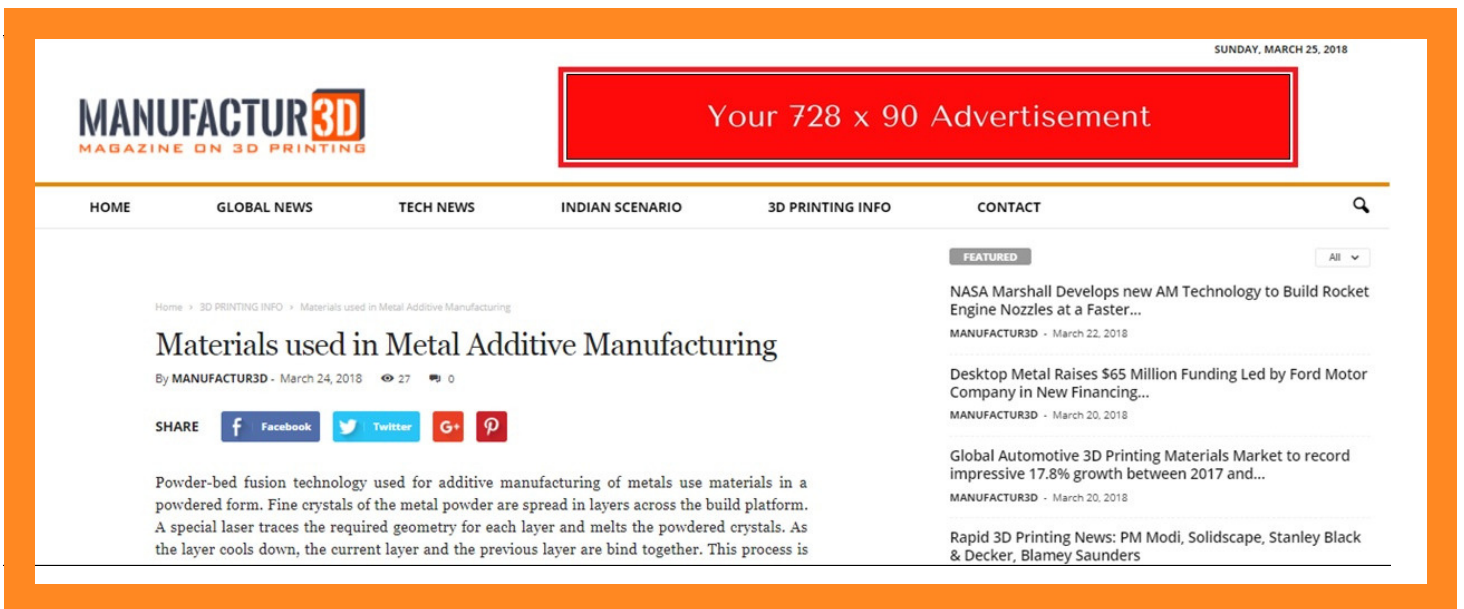 SUNDAY, MARCH 25, 2018
MANUFACTUR3D
MAGAZINE ON 3D PRINTING
Your 728 x 90 Advertisement
HOME GLOBAL NEWS TECH NEWS INDIAN SCENARIO 3D PRINTING INFO CONTACT
Home > 3D PRINTING INFO > Materials used in Metal Additive Manufacturing
Materials used in Metal Additive Manufacturing
By MANUFACTUR3D - March 24, 2018 27 0
SHARE f Facebook Twitter G+
Powder-bed fusion technology used for additive manufacturing of metals use materials in a
powdered form. Fine crystals of the metal powder are spread in layers across the build platform.
A special laser traces the required geometry for each layer and melts the powdered crystals. As
the layer cools down, the current layer and the previous layer are bind together. This process is
FEATURED All
NASA Marshall Develops new AM Technology to Build Rocket
Engine Nozzles at a Faster...
MANUFACTUR3D - March 22, 2018
Desktop Metal Raises $65 Million Funding Led by Ford Motor
Company in New Financing...
MANUFACTUR3D - March 20, 2018
Global Automotive 3D Printing Materials Market to record
impressive 17.8% growth between 2017 and...
MANUFACTUR3D - March 20, 2018
Rapid 3D Printing News: PM Modi, Solidscape, Stanley Black
& Decker, Blamey Saunders